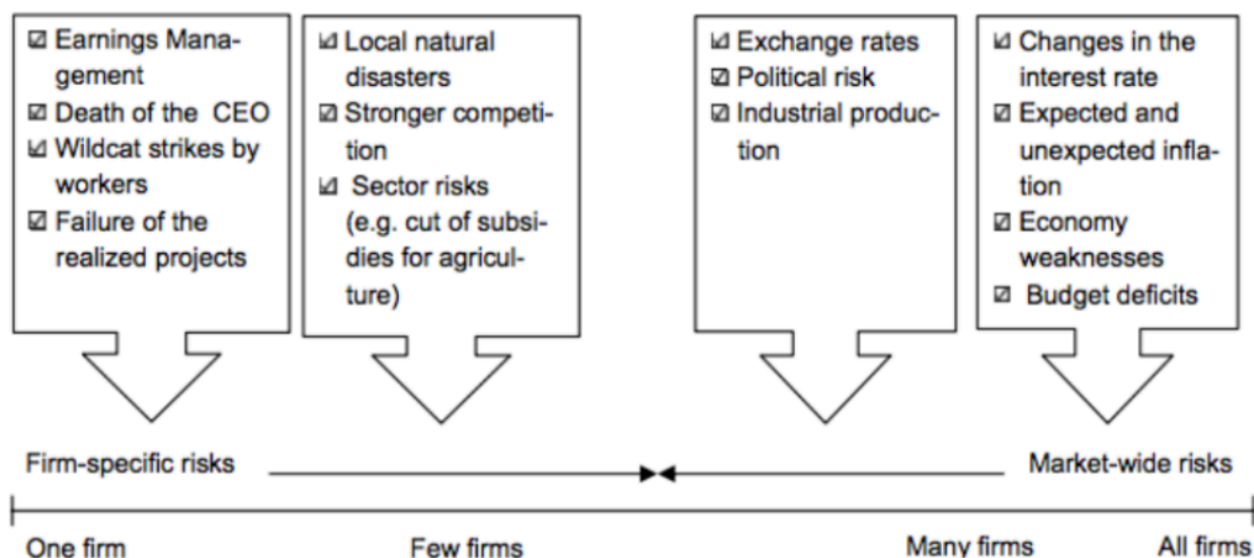 Earnings Mana-
gement
Death of the CEO
Wildcat strikes by
workers
Failure of the
realized projects
Local natural
disasters
Stronger competi-
tion
Sector risks
(e.g. cut of subsi-
dies for agricul-
ture)
Exchange rates
Political risk
Industrial produc-
tion
Changes in the
interest rate
Expected and
unexpected infla-
tion
Economy
weaknesses
Budget deficits
Firm-specific risks
Market-wide risks
One firm
Few firms
Many firms
All firms